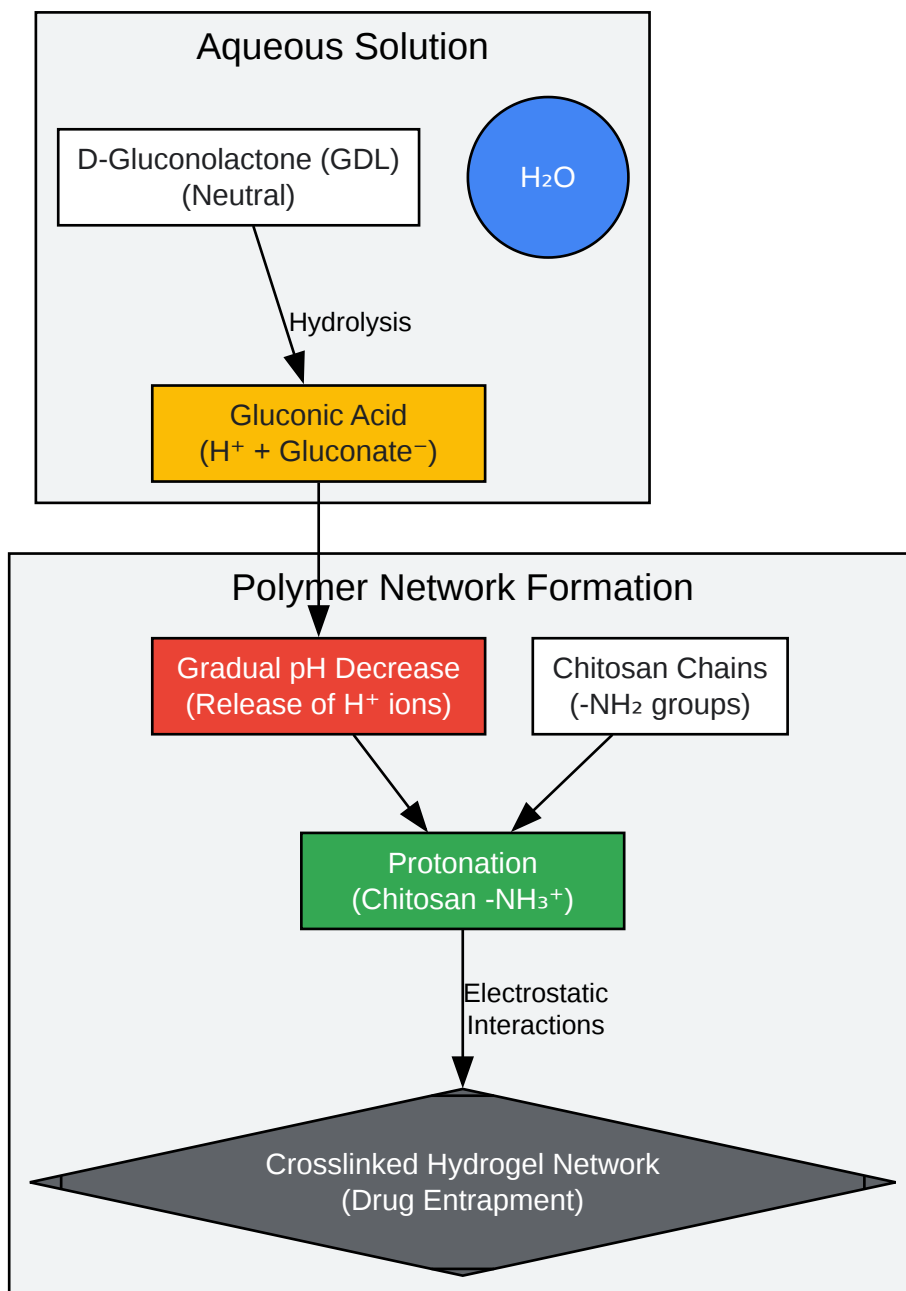 Aqueous Solution
D-Gluconolactone (GDL)
(Neutral)
H₂O
Hydrolysis
Gluconic Acid
(H⁺ + Gluconate⁻)
Polymer Network Formation
Gradual pH Decrease
(Release of H⁺ ions)
Chitosan Chains
(-NH₂ groups)
Protonation
(Chitosan -NH₃⁺)
Electrostatic
Interactions
Crosslinked Hydrogel Network
(Drug Entrapment)